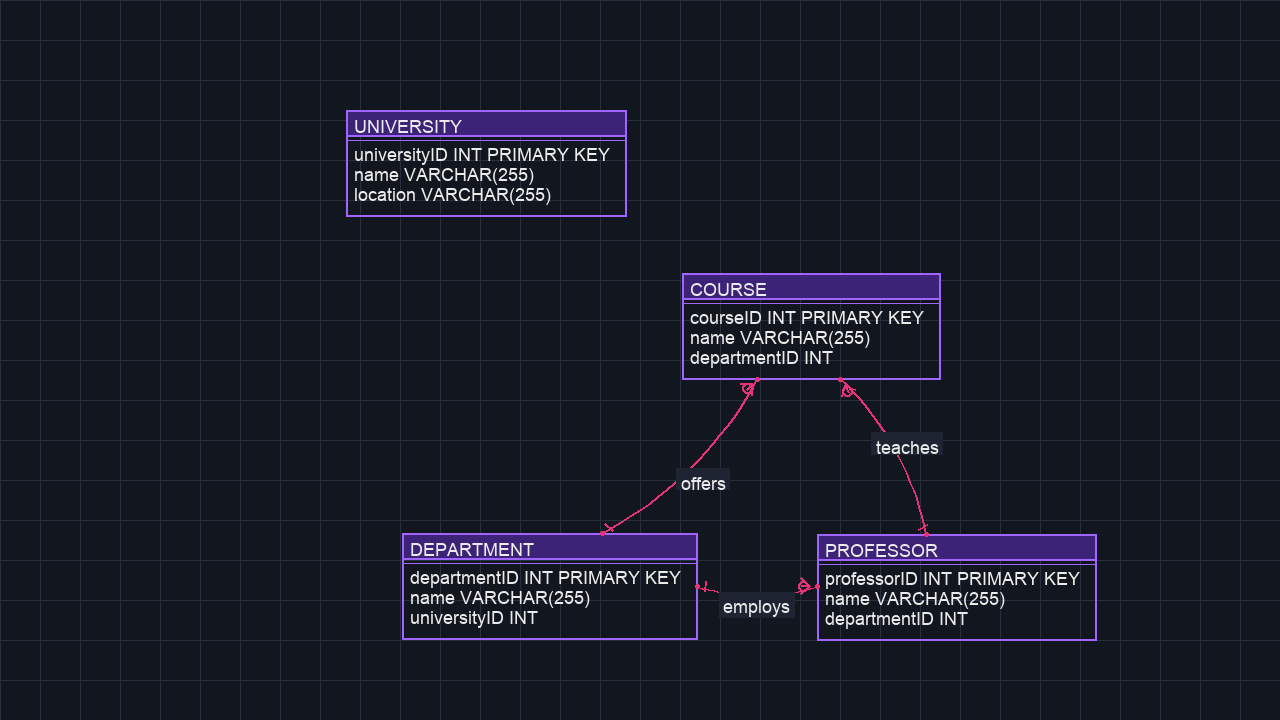 UNIVERSITY
universityID INT PRIMARY KEY
name VARCHAR(255)
location VARCHAR(255)
COURSE
courseID INT PRIMARY KEY
name VARCHAR(255)
departmentID INT
teaches
offers
DEPARTMENT
departmentID INT PRIMARY KEY
name VARCHAR(255)
universityID INT
employs
PROFESSOR
professorID INT PRIMARY KEY
name VARCHAR(255)
departmentID INT